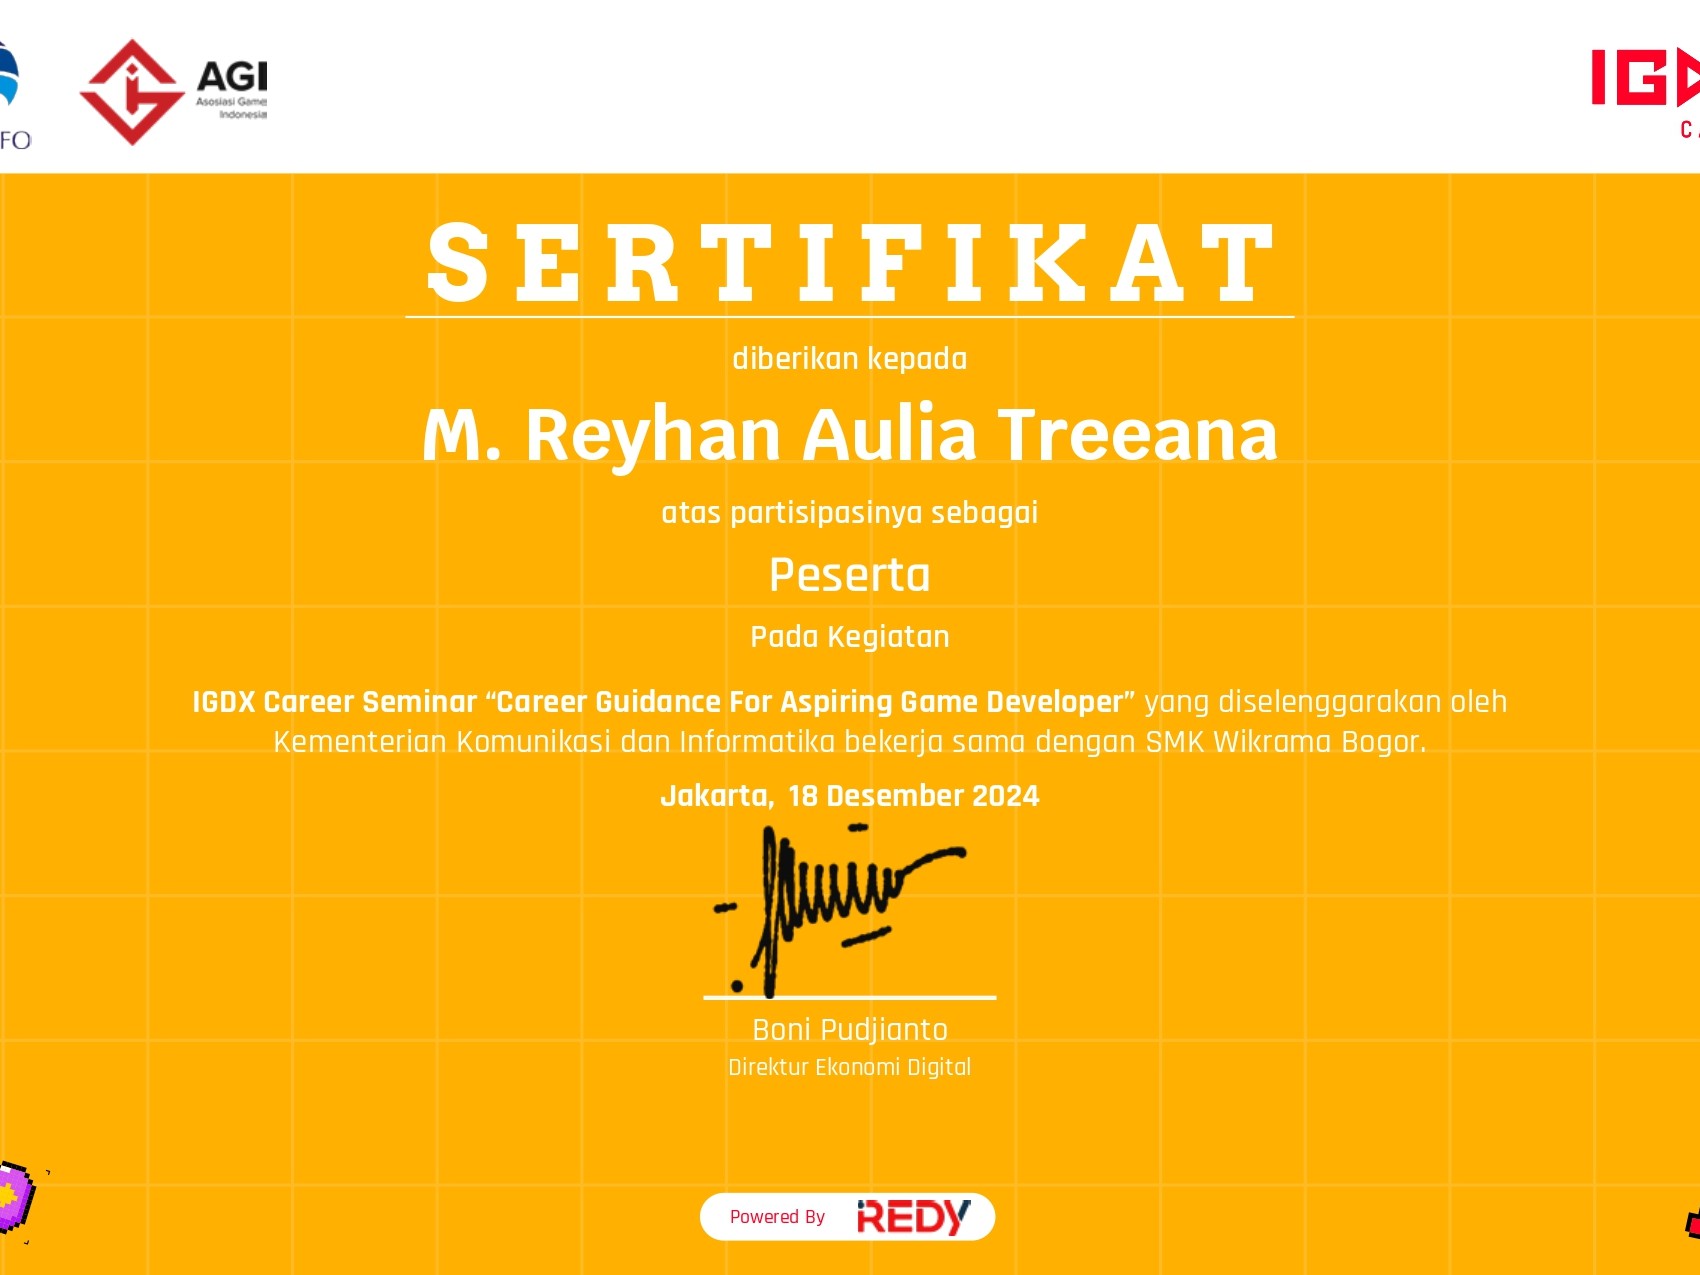 FO
AGI
Asosiasi Game
Indonesia
IGD
CA
SERTIFIKAT
diberikan kepada
M. Reyhan Aulia Treeana
atas partisipasinya sebagai
Peserta
Pada Kegiatan
IGDX Career Seminar “Career Guidance For Aspiring Game Developer” yang diselenggarakan oleh
Kementerian Komunikasi dan Informatika bekerja sama dengan SMK Wikrama Bogor.
Jakarta, 18 Desember 2024
Boni Pudjianto
Direktur Ekonomi Digital
Powered By REDY